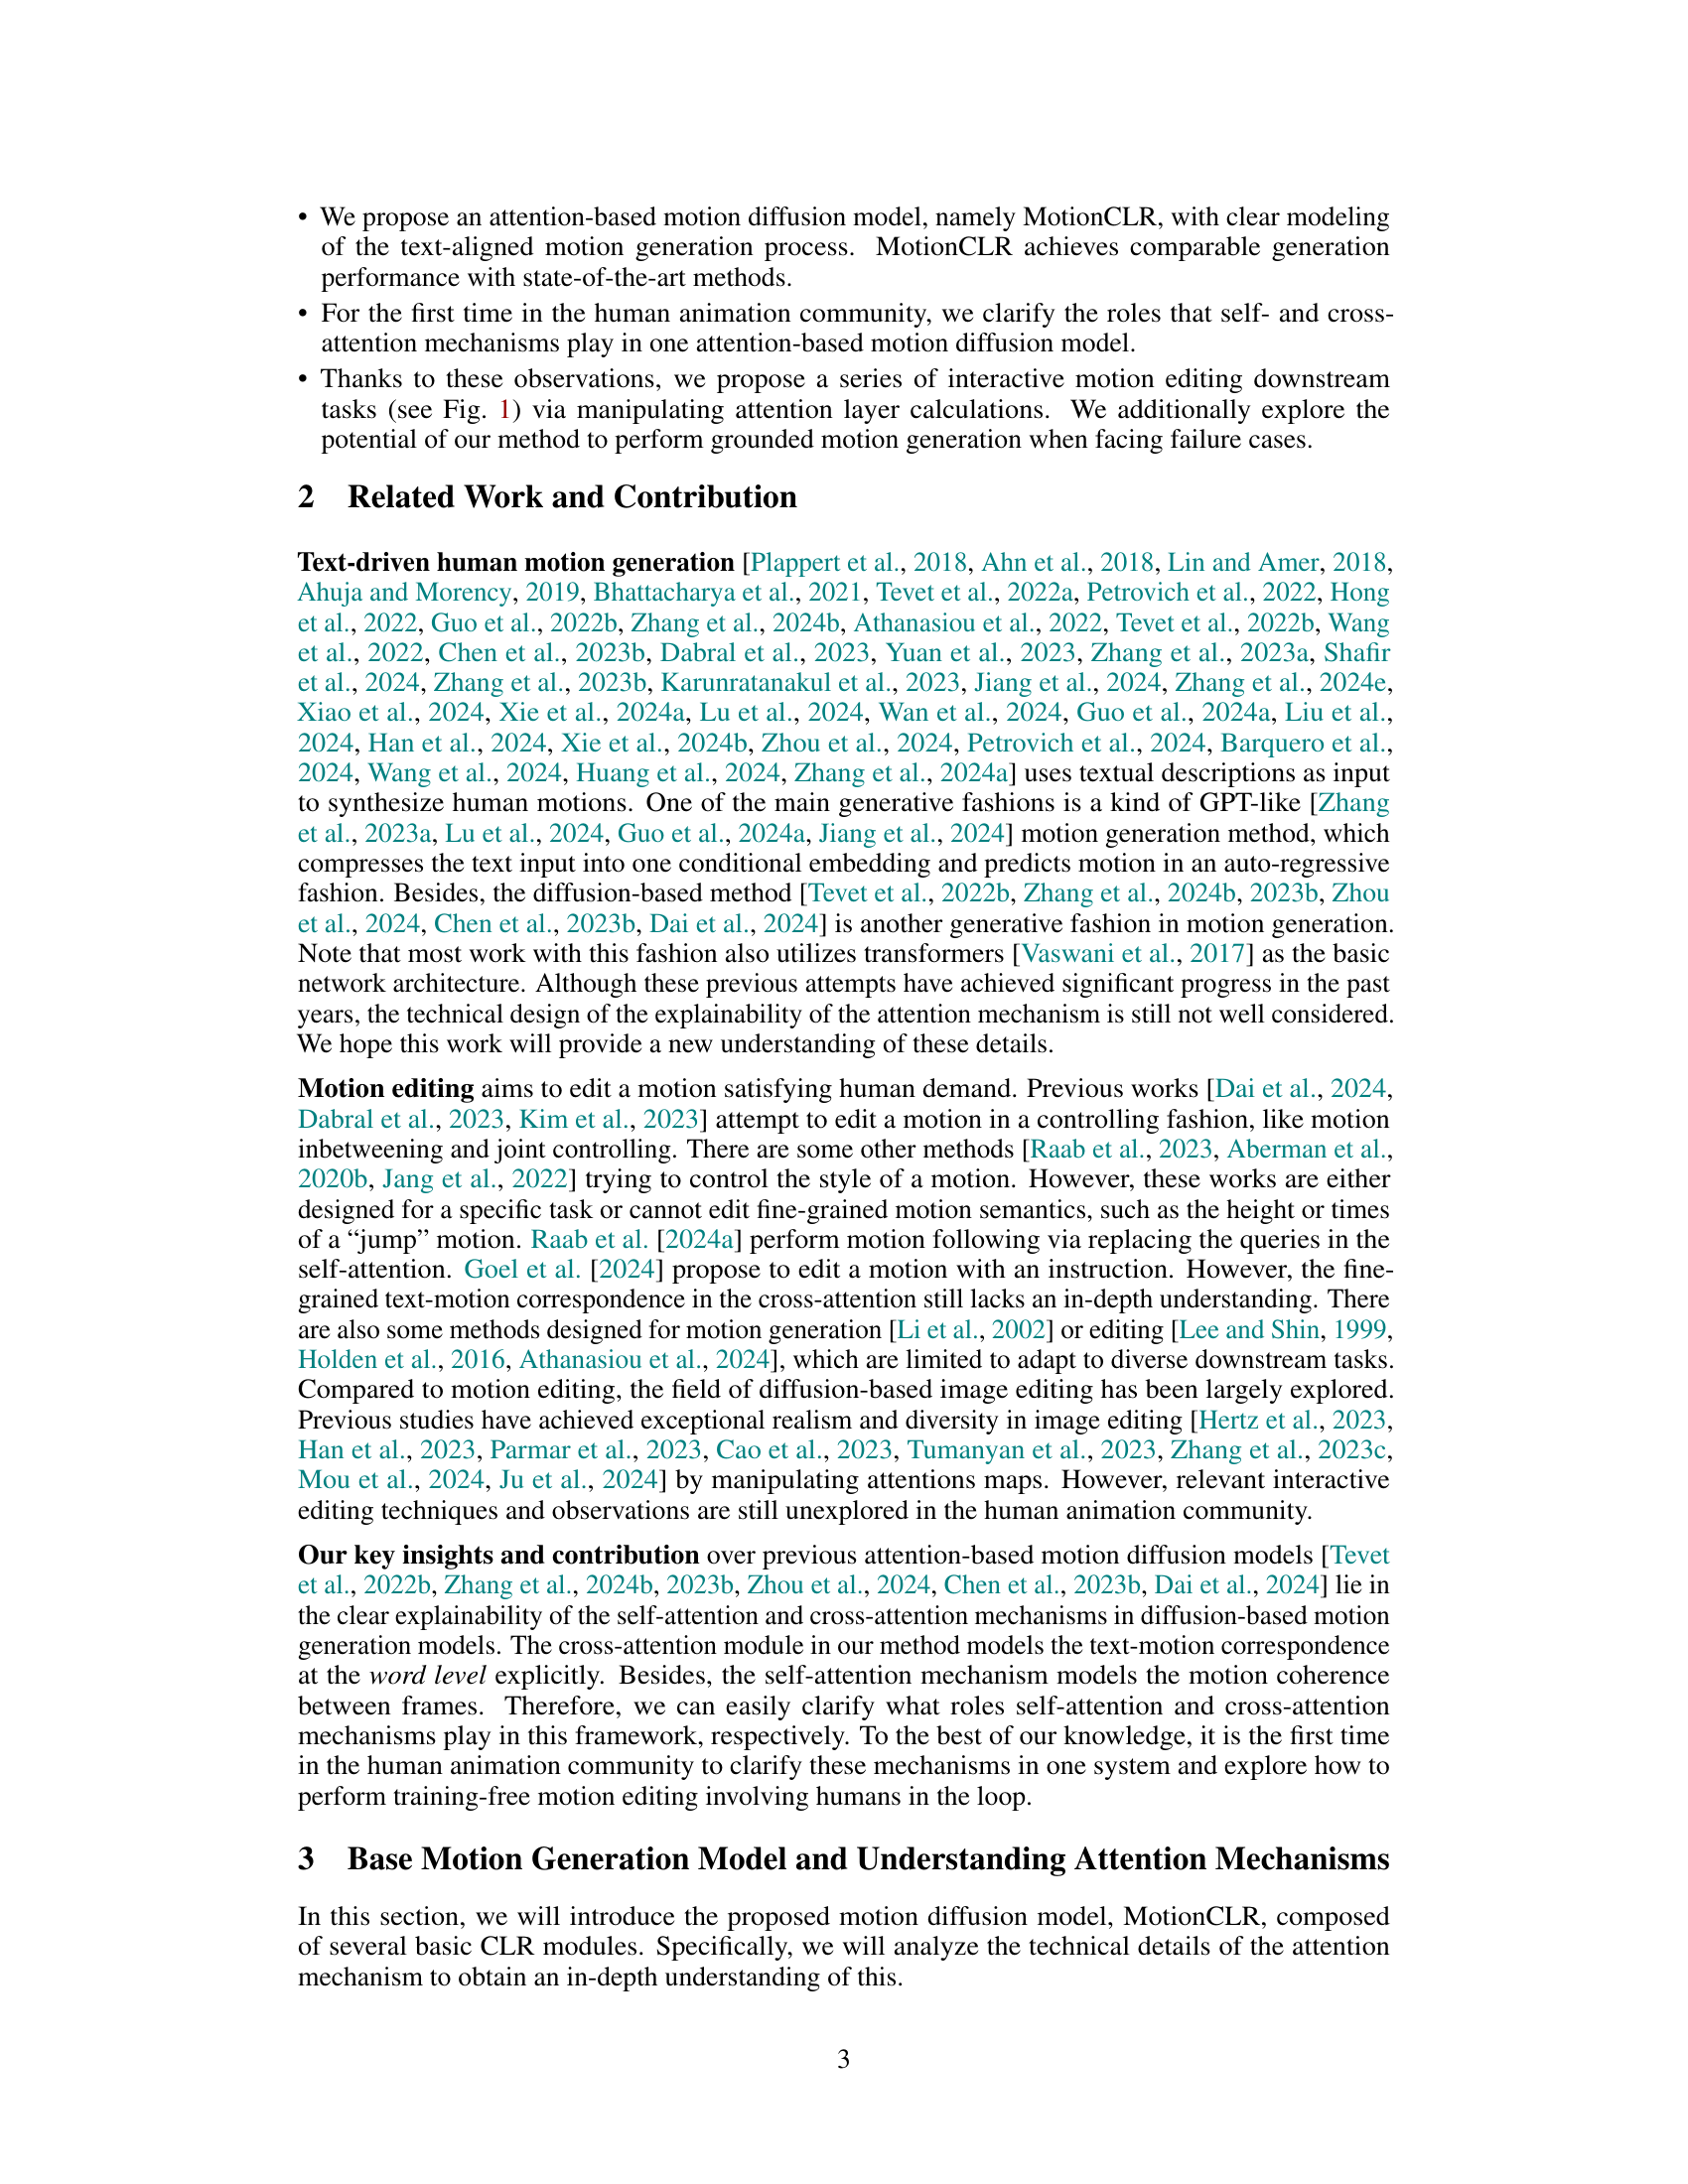 • We propose an attention-based motion diffusion model, namely MotionCLR, with clear modeling
of the text-aligned motion generation process. MotionCLR achieves comparable generation
performance with state-of-the-art methods.
• For the first time in the human animation community, we clarify the roles that self- and cross-
attention mechanisms play in one attention-based motion diffusion model.
• Thanks to these observations, we propose a series of interactive motion editing downstream
tasks (see Fig. 1) via manipulating attention layer calculations. We additionally explore the
potential of our method to perform grounded motion generation when facing failure cases.
2 Related Work and Contribution
Text-driven human motion generation [Plappert et al., 2018, Ahn et al., 2018, Lin and Amer, 2018,
Ahuja and Morency, 2019, Bhattacharya et al., 2021, Tevet et al., 2022a, Petrovich et al., 2022, Hong
et al., 2022, Guo et al., 2022b, Zhang et al., 2024b, Athanasiou et al., 2022, Tevet et al., 2022b, Wang
et al., 2022, Chen et al., 2023b, Dabral et al., 2023, Yuan et al., 2023, Zhang et al., 2023a, Shafir
et al., 2024, Zhang et al., 2023b, Karunratanakul et al., 2023, Jiang et al., 2024, Zhang et al., 2024e,
Xiao et al., 2024, Xie et al., 2024a, Lu et al., 2024, Wan et al., 2024, Guo et al., 2024a, Liu et al.,
2024, Han et al., 2024, Xie et al., 2024b, Zhou et al., 2024, Petrovich et al., 2024, Barquero et al.,
2024, Wang et al., 2024, Huang et al., 2024, Zhang et al., 2024a] uses textual descriptions as input
to synthesize human motions. One of the main generative fashions is a kind of GPT-like [Zhang
et al., 2023a, Lu et al., 2024, Guo et al., 2024a, Jiang et al., 2024] motion generation method, which
compresses the text input into one conditional embedding and predicts motion in an auto-regressive
fashion. Besides, the diffusion-based method [Tevet et al., 2022b, Zhang et al., 2024b, 2023b, Zhou
et al., 2024, Chen et al., 2023b, Dai et al., 2024] is another generative fashion in motion generation.
Note that most work with this fashion also utilizes transformers [Vaswani et al., 2017] as the basic
network architecture. Although these previous attempts have achieved significant progress in the past
years, the technical design of the explainability of the attention mechanism is still not well considered.
We hope this work will provide a new understanding of these details.
Motion editing aims to edit a motion satisfying human demand. Previous works [Dai et al., 2024,
Dabral et al., 2023, Kim et al., 2023] attempt to edit a motion in a controlling fashion, like motion
inbetweening and joint controlling. There are some other methods [Raab et al., 2023, Aberman et al.,
2020b, Jang et al., 2022] trying to control the style of a motion. However, these works are either
designed for a specific task or cannot edit fine-grained motion semantics, such as the height or times
of a “jump” motion. Raab et al. [2024a] perform motion following via replacing the queries in the
self-attention. Goel et al. [2024] propose to edit a motion with an instruction. However, the fine-
grained text-motion correspondence in the cross-attention still lacks an in-depth understanding. There
are also some methods designed for motion generation [Li et al., 2002] or editing [Lee and Shin, 1999,
Holden et al., 2016, Athanasiou et al., 2024], which are limited to adapt to diverse downstream tasks.
Compared to motion editing, the field of diffusion-based image editing has been largely explored.
Previous studies have achieved exceptional realism and diversity in image editing [Hertz et al., 2023,
Han et al., 2023, Parmar et al., 2023, Cao et al., 2023, Tumanyan et al., 2023, Zhang et al., 2023c,
Mou et al., 2024, Ju et al., 2024] by manipulating attentions maps. However, relevant interactive
editing techniques and observations are still unexplored in the human animation community.
Our key insights and contribution over previous attention-based motion diffusion models [Tevet
et al., 2022b, Zhang et al., 2024b, 2023b, Zhou et al., 2024, Chen et al., 2023b, Dai et al., 2024] lie in
the clear explainability of the self-attention and cross-attention mechanisms in diffusion-based motion
generation models. The cross-attention module in our method models the text-motion correspondence
at the word level explicitly. Besides, the self-attention mechanism models the motion coherence
between frames. Therefore, we can easily clarify what roles self-attention and cross-attention
mechanisms play in this framework, respectively. To the best of our knowledge, it is the first time
in the human animation community to clarify these mechanisms in one system and explore how to
perform training-free motion editing involving humans in the loop.
3 Base Motion Generation Model and Understanding Attention Mechanisms
In this section, we will introduce the proposed motion diffusion model, MotionCLR, composed
of several basic CLR modules. Specifically, we will analyze the technical details of the attention
mechanism to obtain an in-depth understanding of this.
3